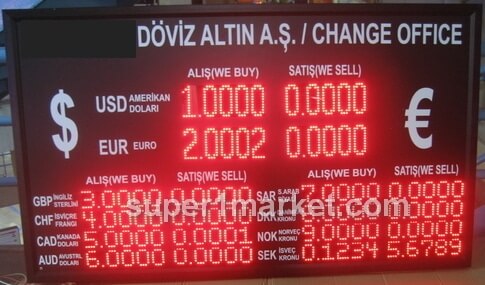 DÖVİZ ALTIN A.Ş. / CHANGE OFFICE
ALIŞ(WE BUY) SATIŞ(WE SELL)
$ USD AMERİKAN DOLARI 1.0000 0.0000 €
EUR EURO 2.0002 0.0000
ALIŞ(WE BUY) SATIŞ(WE SELL) ALIŞ(WE BUY) SATIŞ(WE SELL)
GBP İNGİLİZ STERLİNİ 3.0000 0.0000 SAR S.ARAB 7.0000 0.0000
CHF İSVİÇRE FRANGI 4.0000 KRONU 0.0000
CAD KANADA DOLARI 5.0000 0.0001 NOK NORVEÇ KRONU 9.0000 0.0000
AUD AVUSTRL. DOLARI 6.0000 0.0000 SEK İSVEÇ KRONU 0.1234 5.6789
super1market.com